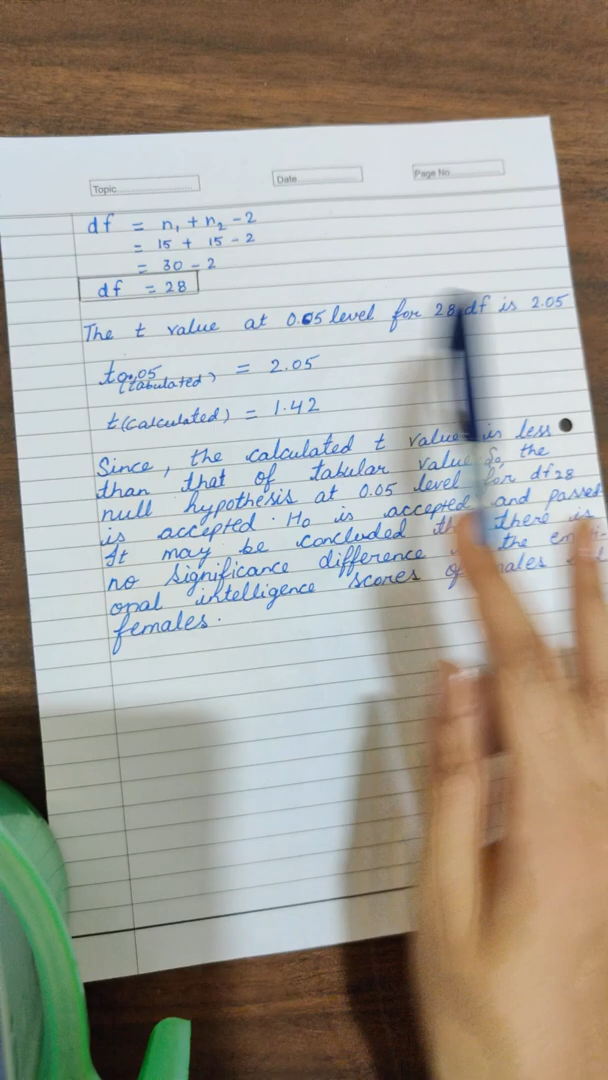 Topic
Date
Page No
df = n₁ + n₂ - 2
= 15 + 15 - 2
= 30 - 2
df = 28
The t value at 0.05 level for 28 df is 2.05
t0.05 (tabulated) = 2.05
t (calculated) = 1.42
Since, the calculated t value is less
than that of tabular value So, the
null hypothesis at 0.05 level for df 28
is accepted. H₀ is accepted and passed
It may be concluded there is
no significance difference the emoti-
onal intelligence scores of males
females.